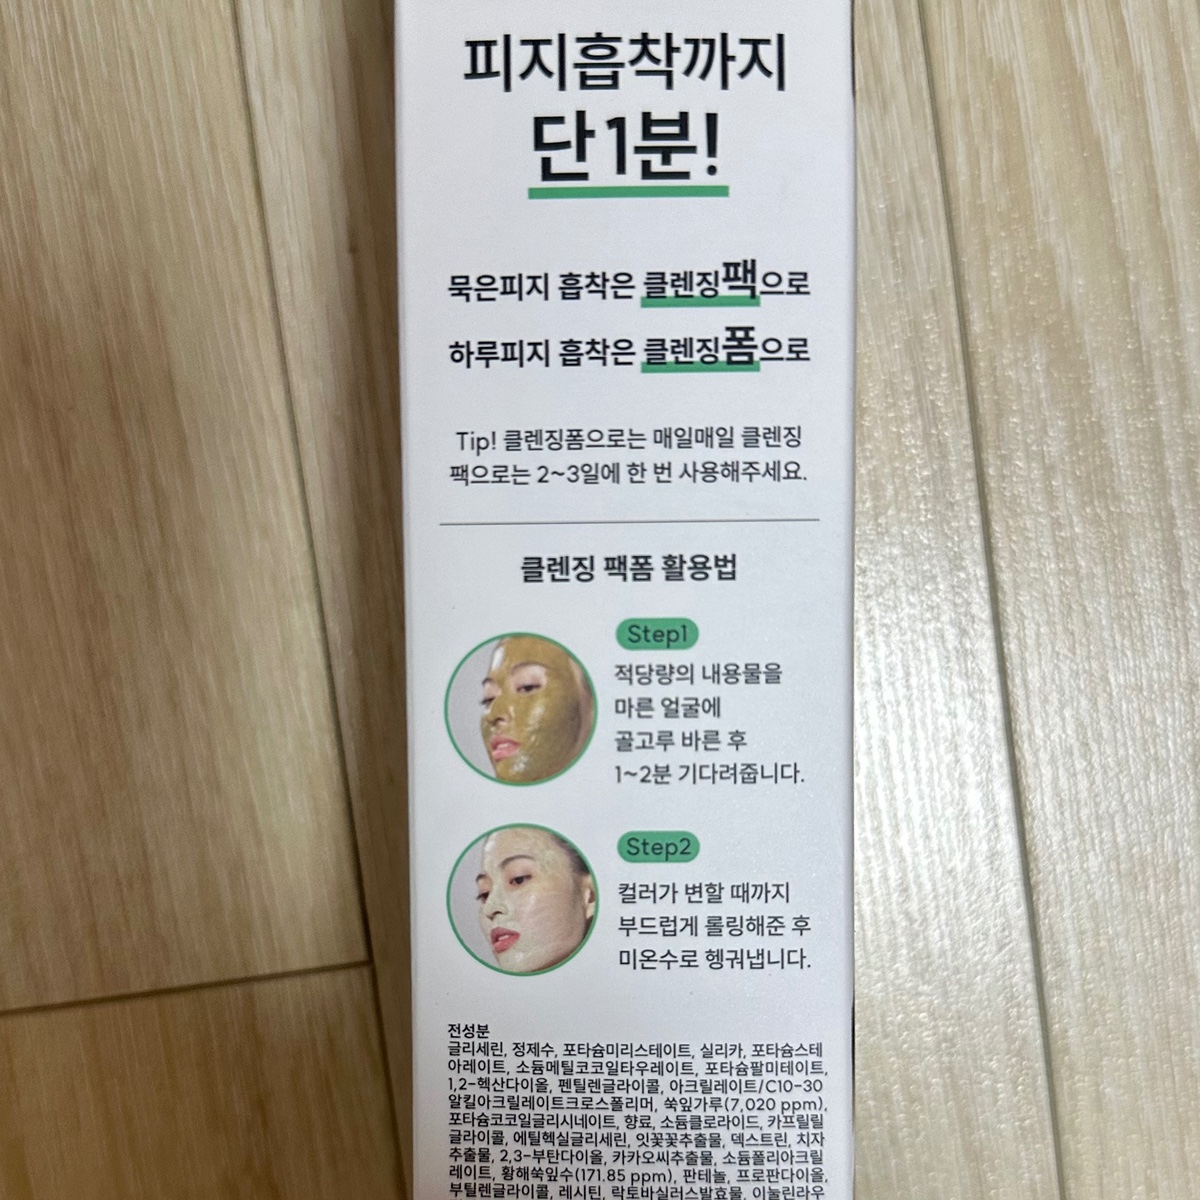 피지흡착까지
단1분!
묵은피지 흡착은 클렌징팩으로
하루피지 흡착은 클렌징폼으로
Tip! 클렌징폼으로는 매일매일 클렌징
팩으로는 2~3일에 한 번 사용해주세요.
클렌징 팩폼 활용법
Step1
적당량의 내용물을
마른 얼굴에
골고루 바른 후
1~2분 기다려줍니다.
Step2
컬러가 변할 때까지
부드럽게 롤링해준 후
미온수로 헹궈냅니다.
전성분
글리세린, 정제수, 포타슘미리스테이트, 실리카, 포타슘스테
아레이트, 소듐메틸코코일타우레이트, 포타슘팔미테이트,
1,2-헥산다이올, 펜틸렌글라이콜, 아크릴레이트/C10-30
알킬아크릴레이트크로스폴리머, 쑥잎가루(7,020 ppm),
포타슘코코일글리시네이트, 향료, 소듐클로라이드, 카프릴릴
글라이콜, 에틸헥실글리세린, 잇꽃꽃추출물, 덱스트린, 치자
추출물, 2,3-부탄다이올, 카카오씨추출물, 소듐폴리아크릴
레이트, 황해쑥잎수(171.85 ppm), 판테놀, 프로판다이올,
부틸렌글라이콜, 레시틴, 락토바실러스발효물, 이눌린라우